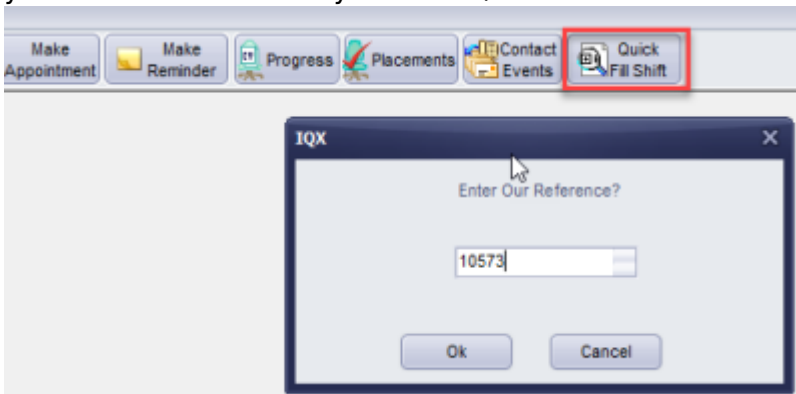 Make Appointment
Make Reminder
Progress
Placements
Contact Events
Quick Fill Shift
IQX
Enter Our Reference?
10573
Ok
Cancel